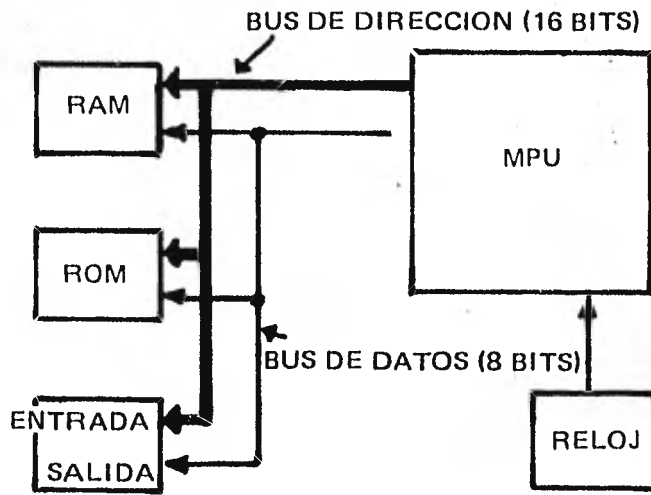 BUS DE DIRECCION (16 BITS)
RAM
MPU
ROM
BUS DE DATOS (8 BITS)
ENTRADA
SALIDA
RELOJ